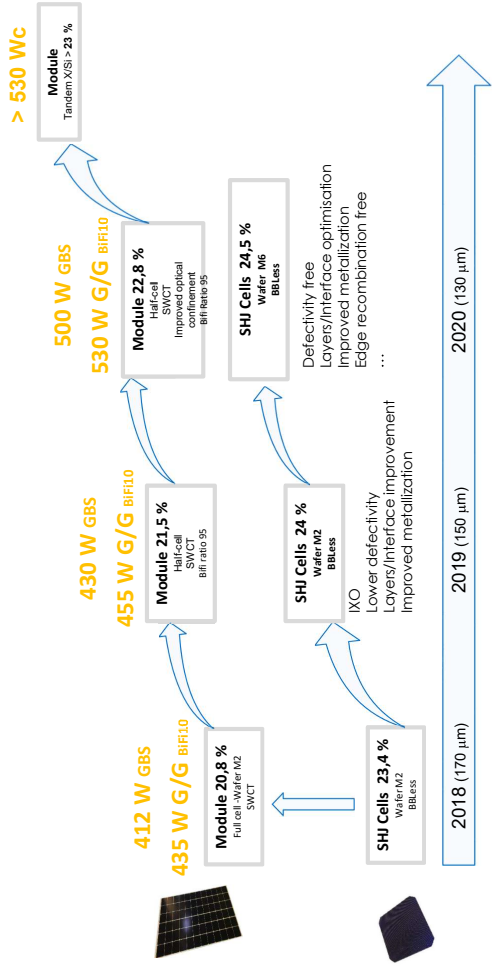 412 W GBS
435 W G/G BiFi10
Module 20,8 %
Full cell -Wafer M2
SWCT
SHJ Cells 23,4 %
Wafer M2
BBLess
2018 (170 µm)
430 W GBS
455 W G/G BiFi10
Module 21,5 %
Half-cell
SWCT
Bifi ratio 95
SHJ Cells 24 %
Wafer M2
BBLess
IXO
Lower defectivity
Layers/Interface improvement
Improved metallization
2019 (150 µm)
500 W GBS
530 W G/G BiFi10
Module 22,8 %
Half-cell
SWCT
Improved optical
confinement
Bifi Ratio 95
SHJ Cells 24,5 %
Wafer M6
BBLess
Defectivity free
Layers/Interface optimisation
Improved metallization
Edge recombination free
...
2020 (130 µm)
> 530 Wc
Module
Tandem X/Si > 23 %